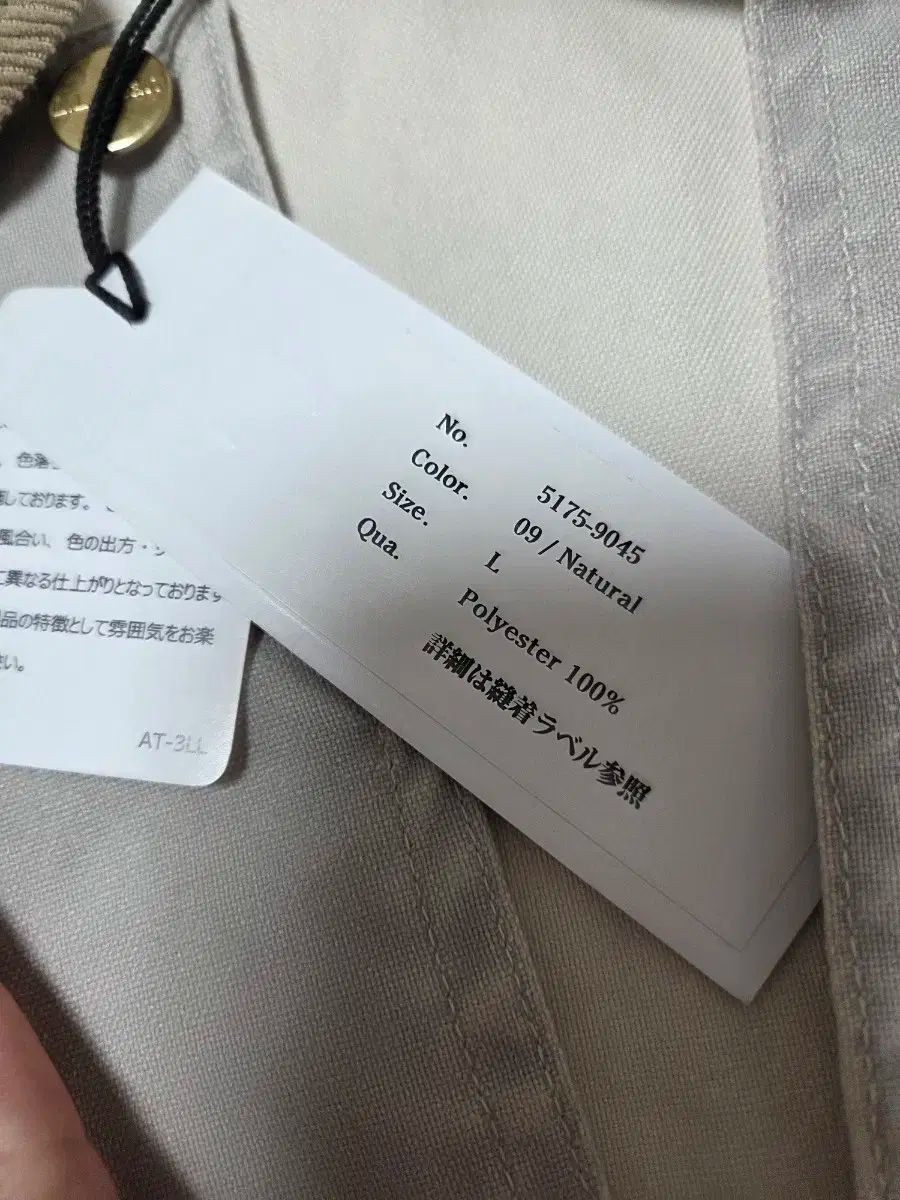 No. 5175-9045
Color. 09 / Natural
Size. L
Qua. Polyester 100%
詳細は縫着ラベル参照
しております。
風合い、色の出方・
異なる仕上がりとなっております
品の特徴として雰囲気をお楽
い。
AT-3LL